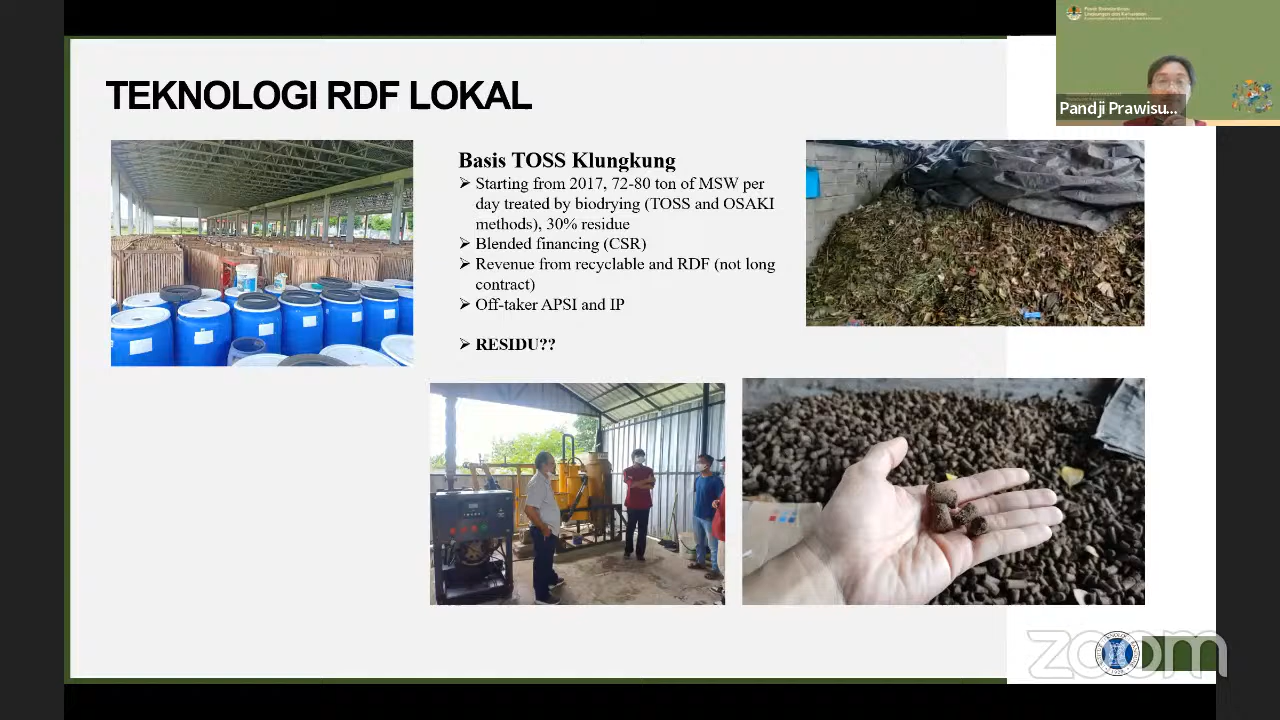 TEKNOLOGI RDF LOKAL
Basis TOSS Klungkung
➢ Starting from 2017, 72-80 ton of MSW per
day treated by biodrying (TOSS and OSAKI
methods), 30% residue
➢ Blended financing (CSR)
➢ Revenue from recyclable and RDF (not long
contract)
➢ Off-taker APSI and IP
➢ RESIDU??
Pandji Prawisu...
zoom